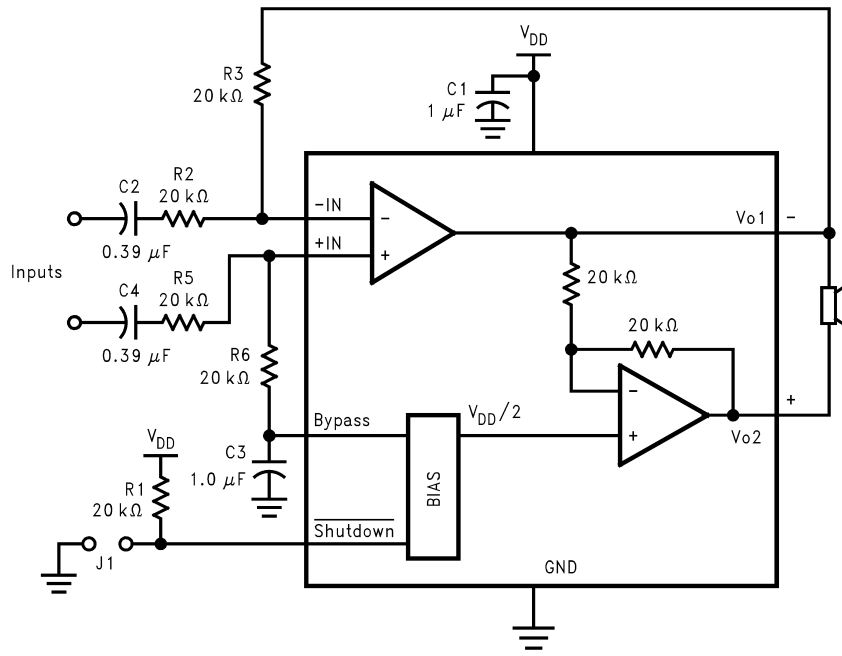 V_DD
C1
1 µF
R3
20 kΩ
C2
0.39 µF
R2
20 kΩ
-IN
-
Vo1
-
+IN
+
Inputs
C4
0.39 µF
R5
20 kΩ
20 kΩ
20 kΩ
R6
20 kΩ
-
+
Bypass
V_DD/2
+
Vo2
C3
1.0 µF
BIAS
V_DD
R1
20 kΩ
Shutdown
J1
GND